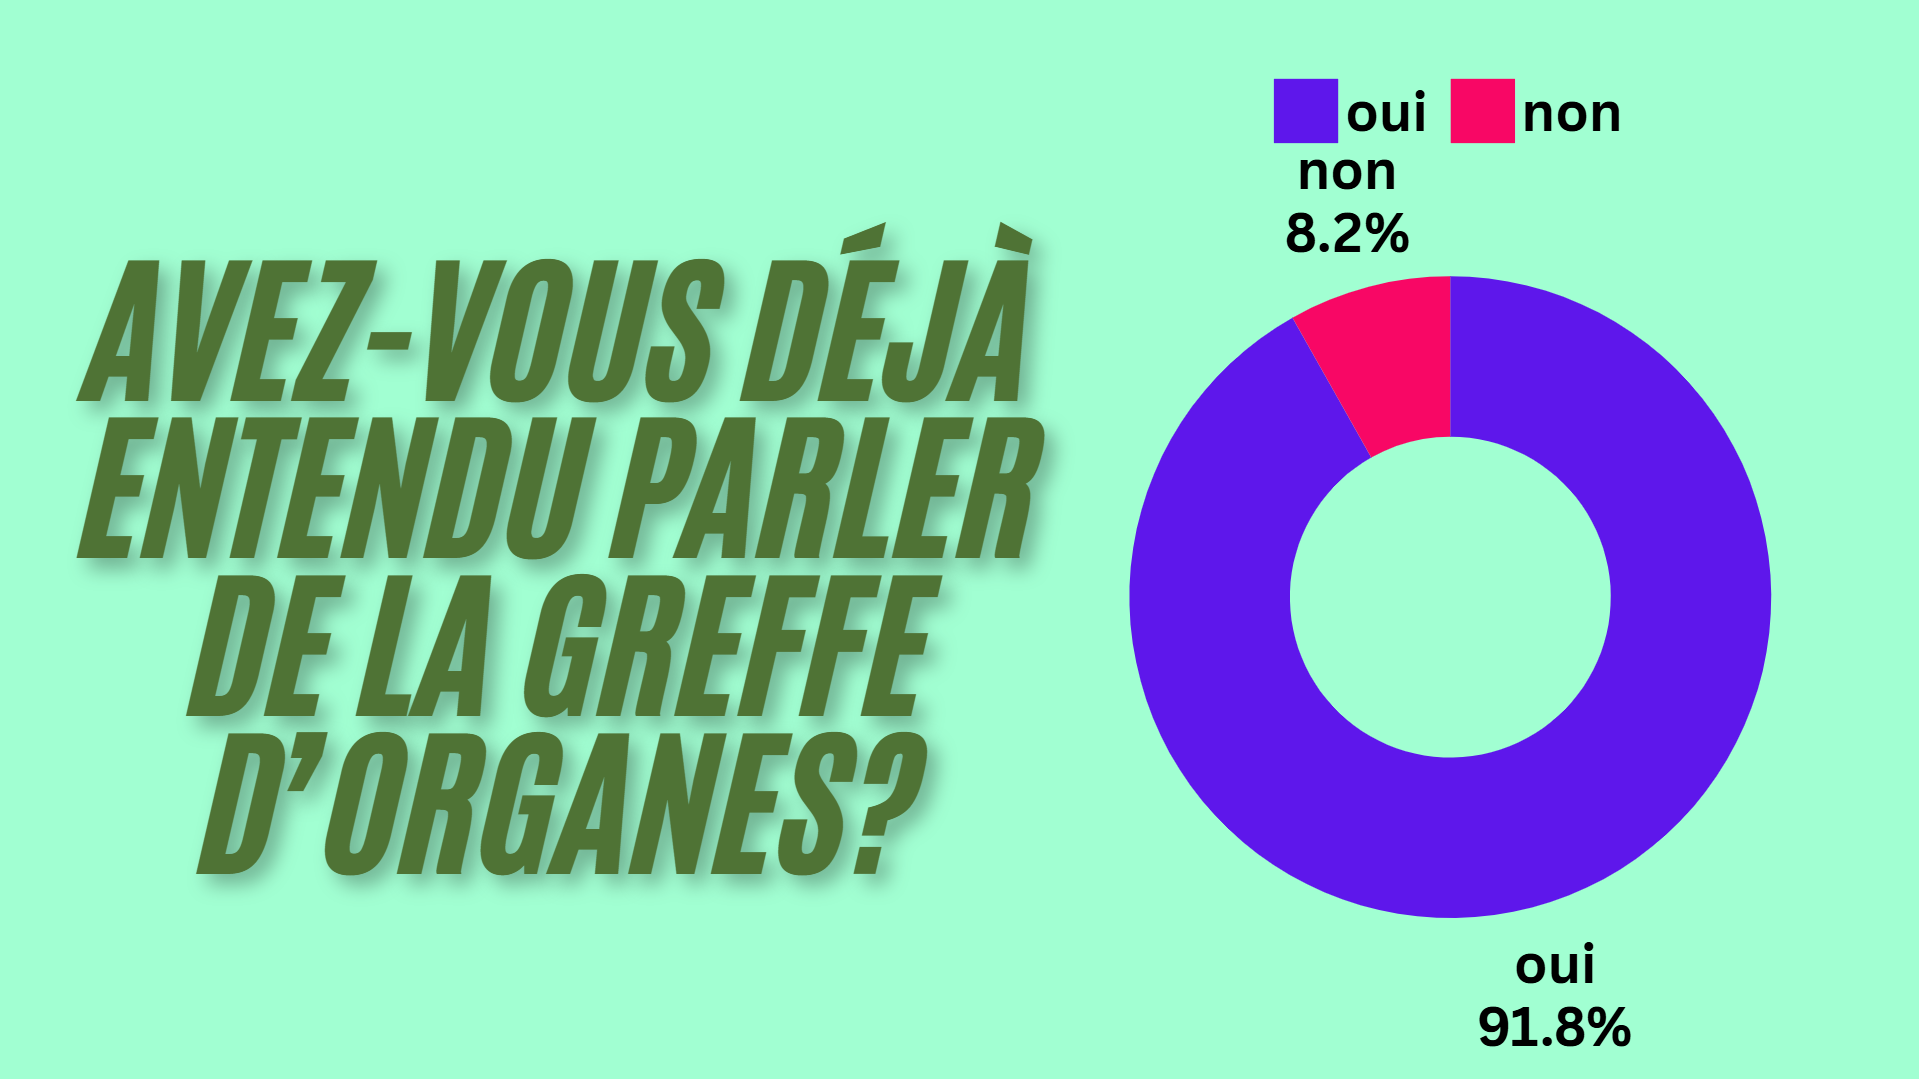 AVEZ-VOUS DÉJÀ
ENTENDU PARLER
DE LA GREFFE
D’ORGANES?
oui non
non
8.2%
oui
91.8%